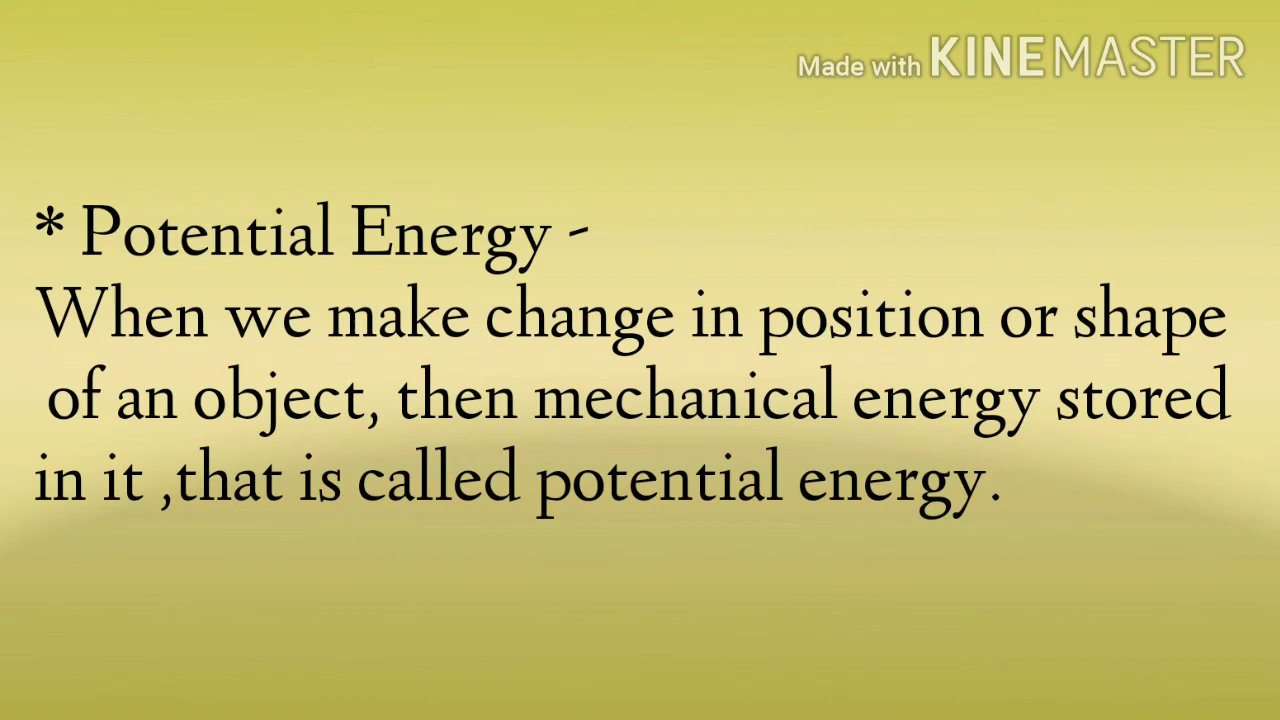 Made with KINEMASTER
* Potential Energy -
When we make change in position or shape
of an object, then mechanical energy stored
in it ,that is called potential energy.